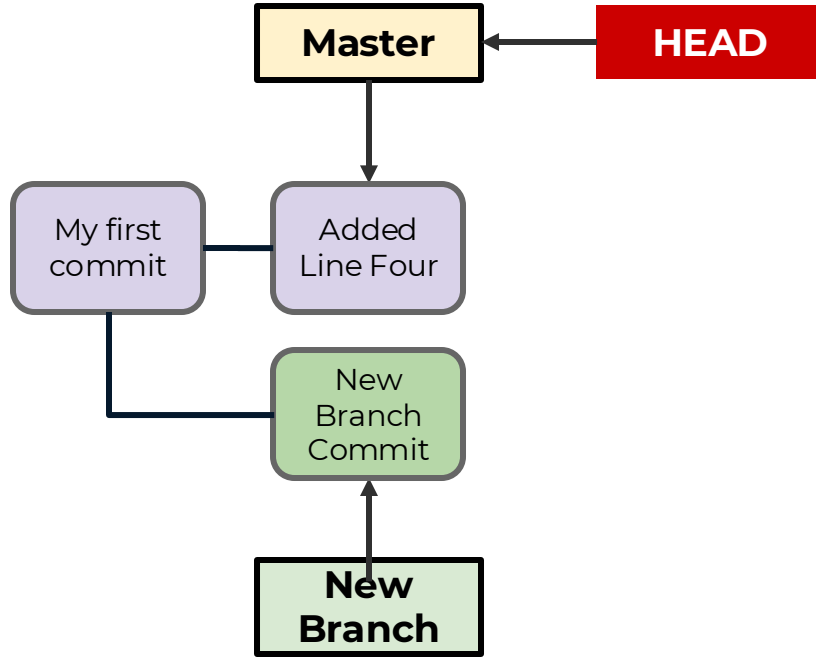 Master
HEAD
My first
commit
Added
Line Four
New
Branch
Commit
New
Branch